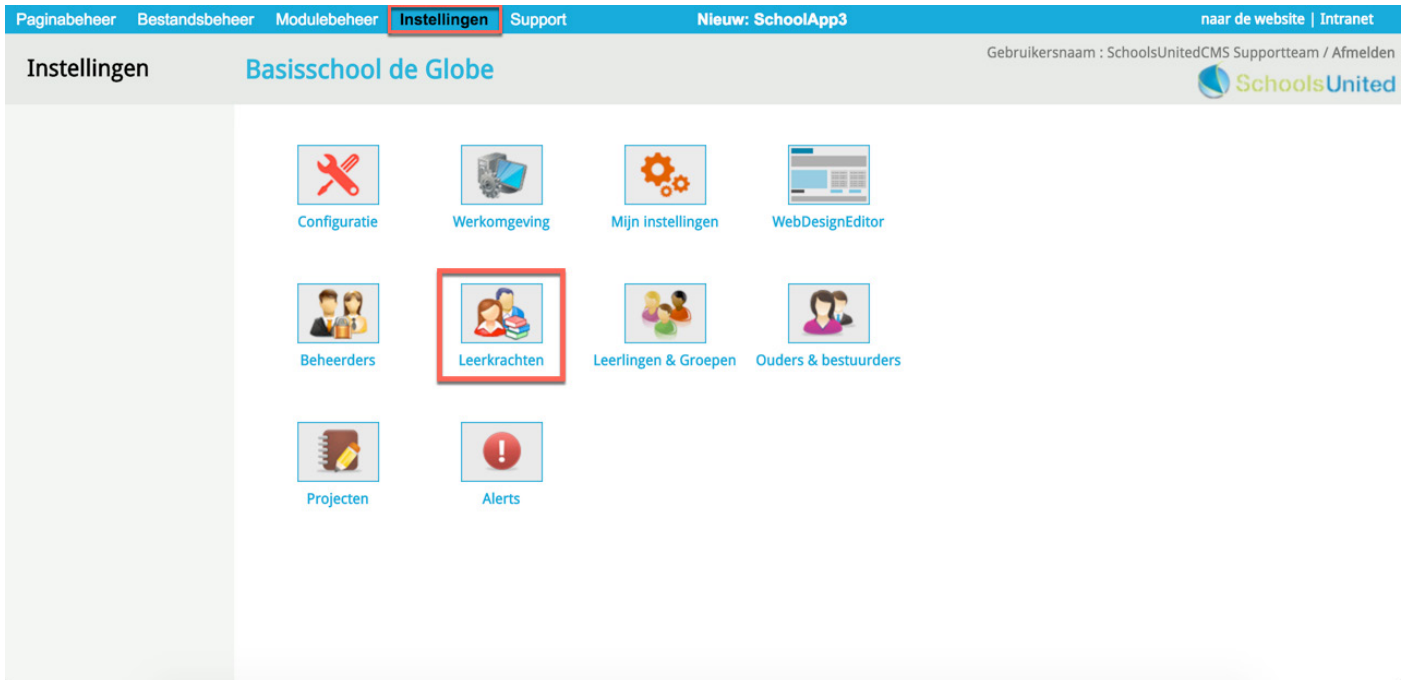 Paginabeheer Bestandsbeheer Modulebeheer Instellingen Support Nieuw: SchoolApp3 naar de website | Intranet
Instellingen Basisschool de Globe Gebruikersnaam : SchoolsUnitedCMS Supportteam / Afmelden
SchoolsUnited
Configuratie Werkomgeving Mijn instellingen WebDesignEditor
Beheerders Leerkrachten Leerlingen & Groepen Ouders & bestuurders
Projecten Alerts